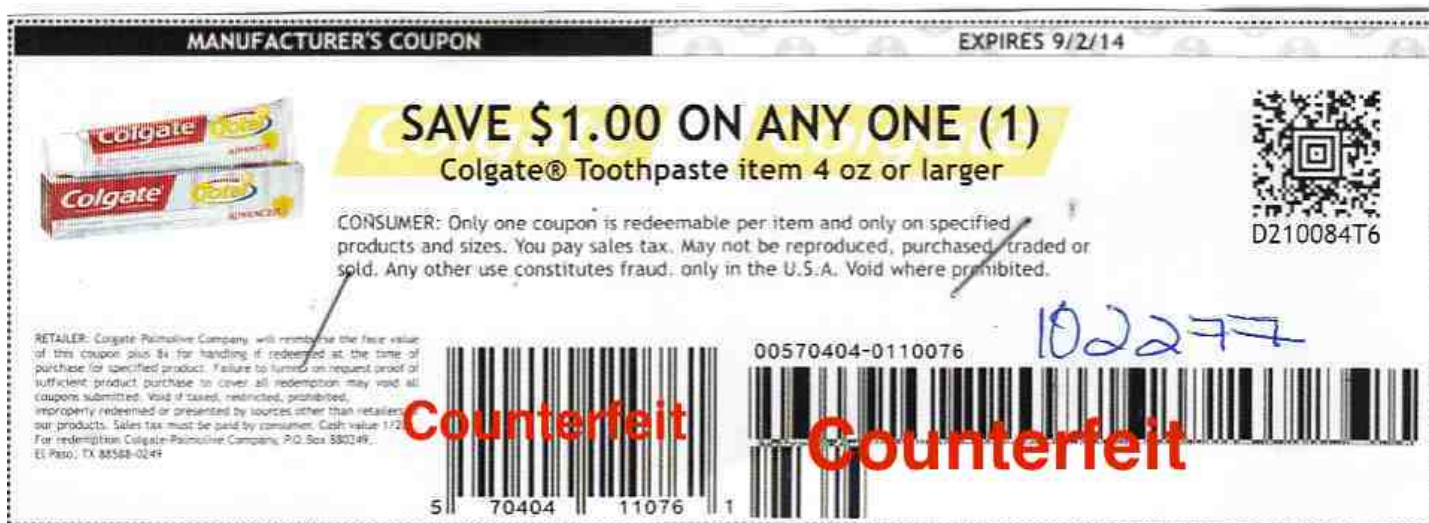 MANUFACTURER'S COUPON
EXPIRES 9/2/14
Colgate Total
ADVANCED
Colgate Total
ADVANCED
SAVE $1.00 ON ANY ONE (1)
Colgate® Toothpaste item 4 oz or larger
CONSUMER: Only one coupon is redeemable per item and only on specified
products and sizes. You pay sales tax. May not be reproduced, purchased, traded or
sold. Any other use constitutes fraud. only in the U.S.A. Void where prohibited.
D210084T6
RETAILER: Colgate Palmolive Company, will reimburse the face value
of this coupon plus 8¢ for handling if redeemed at the time of
purchase for specified product. Failure to furnish on request proof of
sufficient product purchase to cover all redemption may void all
coupons submitted. Void if taxed, restricted, prohibited,
improperly redeemed or presented by sources other than retailers
our products. Sales tax must be paid by consumer. Cash value
For redemption Colgate-Palmolive Company, P.O. Box 880249,
El Paso, TX 88588-0249
Counterfeit
5 70404 11076 1
00570404-0110076
102277
Counterfeit